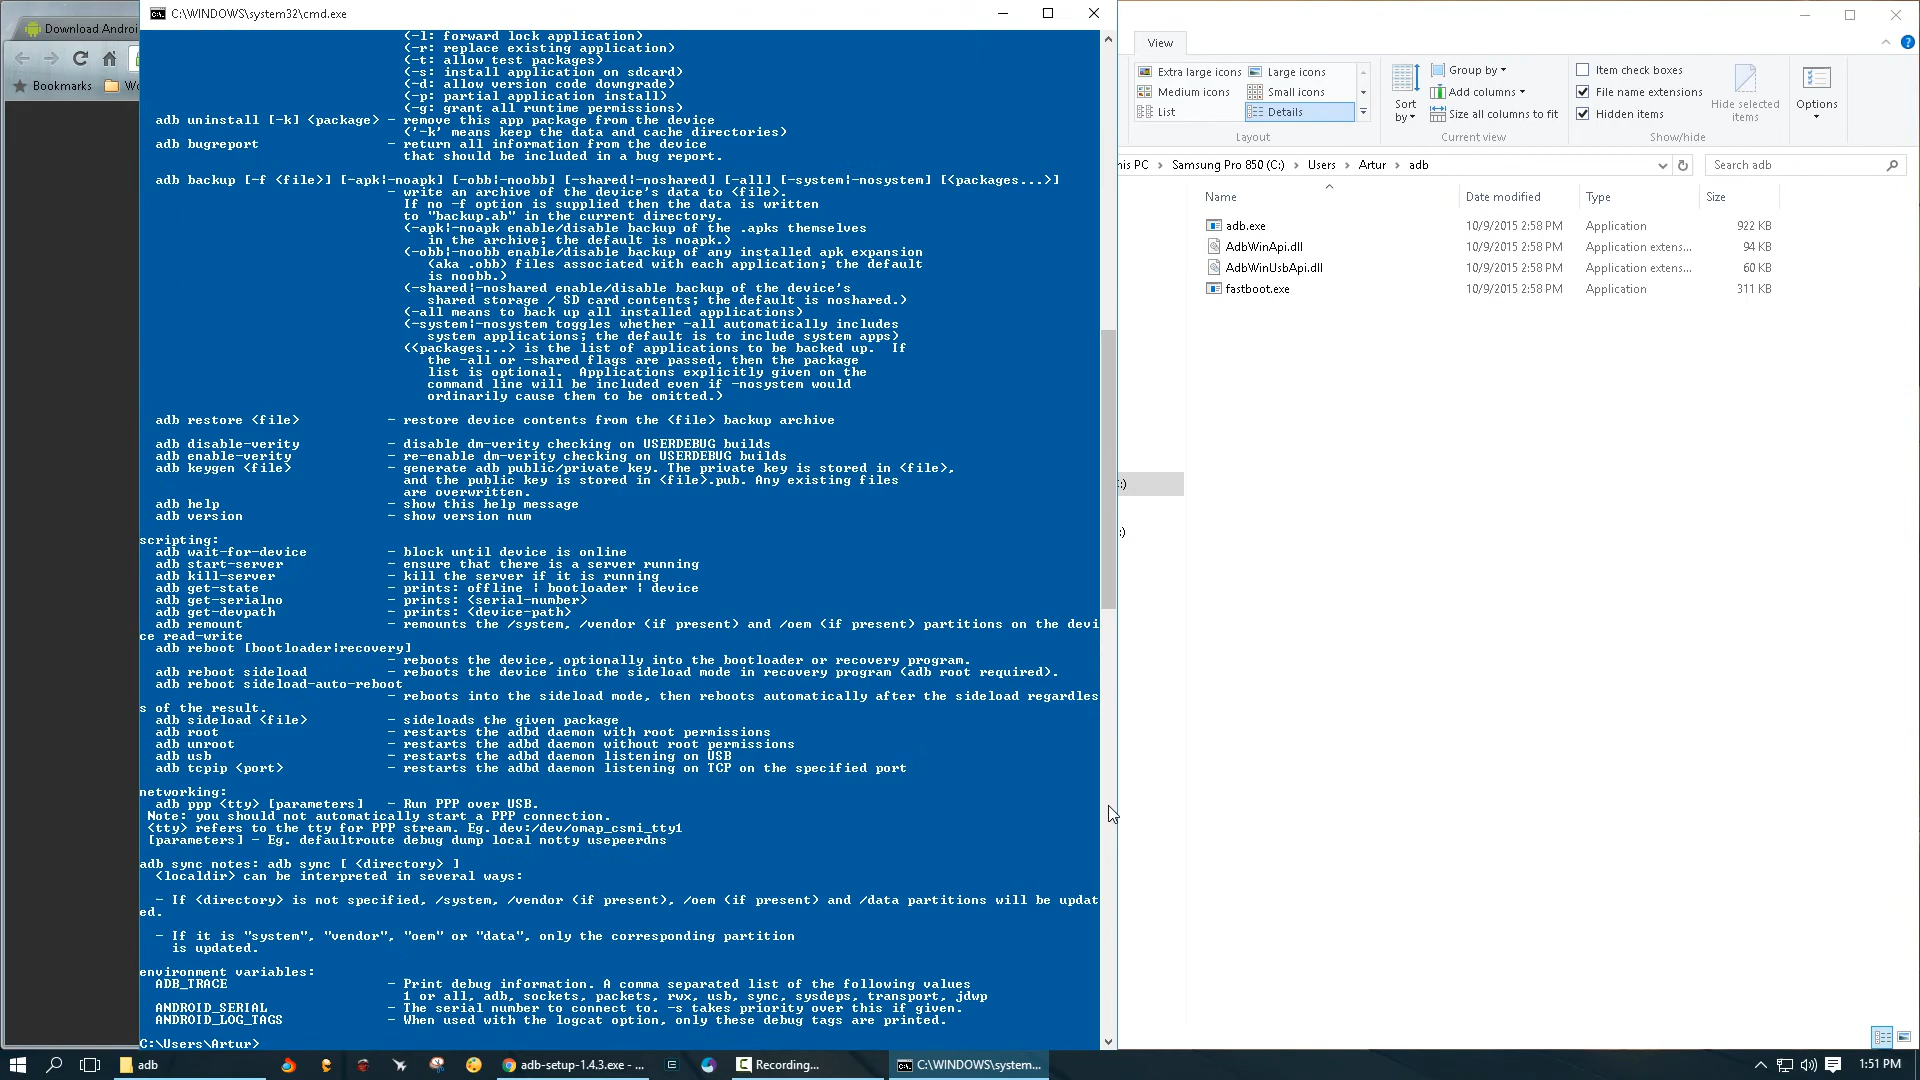 Download Androi
Bookmarks
Wo
C:\WINDOWS\system32\cmd.exe
(-l: forward lock application)
(-r: replace existing application)
(-t: allow test packages)
(-s: install application on sdcard)
(-d: allow version code downgrade)
(-p: partial application install)
(-g: grant all runtime permissions)
adb uninstall [-k] <package> - remove this app package from the device
('-k' means keep the data and cache directories)
adb bugreport - return all information from the device
that should be included in a bug report.
adb backup [-f <file>] [-apk|-noapk] [-obb|-noobb] [-shared|-noshared] [-all] [-system|-nosystem] [<packages...>]
- write an archive of the device's data to <file>.
If no -f option is supplied then the data is written
to "backup.ab" in the current directory.
(-apk|-noapk enable/disable backup of the .apks themselves
in the archive; the default is noapk.)
(-obb|-noobb enable/disable backup of any installed apk expansion
(aka .obb) files associated with each application; the default
is noobb.)
(-shared|-noshared enable/disable backup of the device's
shared storage / SD card contents; the default is noshared.)
(-all means to back up all installed applications)
(-system|-nosystem toggles whether -all automatically includes
system applications; the default is to include system apps)
(<packages...> is the list of applications to be backed up.  If
the -all or -shared flags are passed, then the package
list is optional.  Applications explicitly given on the
command line will be included even if -nosystem would
ordinarily cause them to be omitted.)
adb restore <file> - restore device contents from the <file> backup archive
adb disable-verity - disable dm-verity checking on USERDEBUG builds
adb enable-verity - re-enable dm-verity checking on USERDEBUG builds
adb keygen <file> - generate adb public/private key. The private key is stored in <file>,
and the public key is stored in <file>.pub. Any existing files
are overwritten.
adb help - show this help message
adb version - show version num
scripting:
adb wait-for-device - block until device is online
adb start-server - ensure that there is a server running
adb kill-server - kill the server if it is running
adb get-state - prints: offline | bootloader | device
adb get-serialno - prints: <serial-number>
adb get-devpath - prints: <device-path>
adb remount - remounts the /system, /vendor (if present) and /oem (if present) partitions on the devi
ce read-write
adb reboot [bootloader|recovery]
- reboots the device, optionally into the bootloader or recovery program.
adb reboot sideload - reboots the device into the sideload mode in recovery program (adb root required).
adb reboot sideload-auto-reboot
- reboots into the sideload mode, then reboots automatically after the sideload regardles
s of the result.
adb sideload <file> - sideloads the given package
adb root - restarts the adbd daemon with root permissions
adb unroot - restarts the adbd daemon without root permissions
adb usb - restarts the adbd daemon listening on USB
adb tcpip <port> - restarts the adbd daemon listening on TCP on the specified port
networking:
adb ppp <tty> [parameters] - Run PPP over USB.
Note: you should not automatically start a PPP connection.
<tty> refers to the tty for PPP stream. Eg. dev:/dev/omap_csmi_tty1
[parameters] - Eg. defaultroute debug dump local notty usepeerdns
adb sync notes: adb sync [ <directory> ]
<localdir> can be interpreted in several ways:
- If <directory> is not specified, /system, /vendor (if present), /oem (if present) and /data partitions will be updat
ed.
- If it is "system", "vendor", "oem" or "data", only the corresponding partition
is updated.
environment variables:
ADB_TRACE - Print debug information. A comma separated list of the following values
1 or all, adb, sockets, packets, rwx, usb, sync, sysdeps, transport, jdwp
ANDROID_SERIAL - The serial number to connect to. -s takes priority over this if given.
ANDROID_LOG_TAGS - When used with the logcat option, only these debug tags are printed.
C:\Users\Artur>
View
Extra large icons Large icons
Medium icons Small icons
List Details
Layout
Sort by
Group by
Add columns
Size all columns to fit
Current view
Item check boxes
File name extensions
Hidden items
Hide selected items
Show/hide
Options
his PC > Samsung Pro 850 (C:) > Users > Artur > adb
Search adb
Name Date modified Type Size
adb.exe 10/9/2015 2:58 PM Application 922 KB
AdbWinApi.dll 10/9/2015 2:58 PM Application extens... 94 KB
AdbWinUsbApi.dll 10/9/2015 2:58 PM Application extens... 60 KB
fastboot.exe 10/9/2015 2:58 PM Application 311 KB
:)
:)
adb
adb-setup-1.4.3.exe - ...
Recording...
C:\WINDOWS\system...
1:51 PM